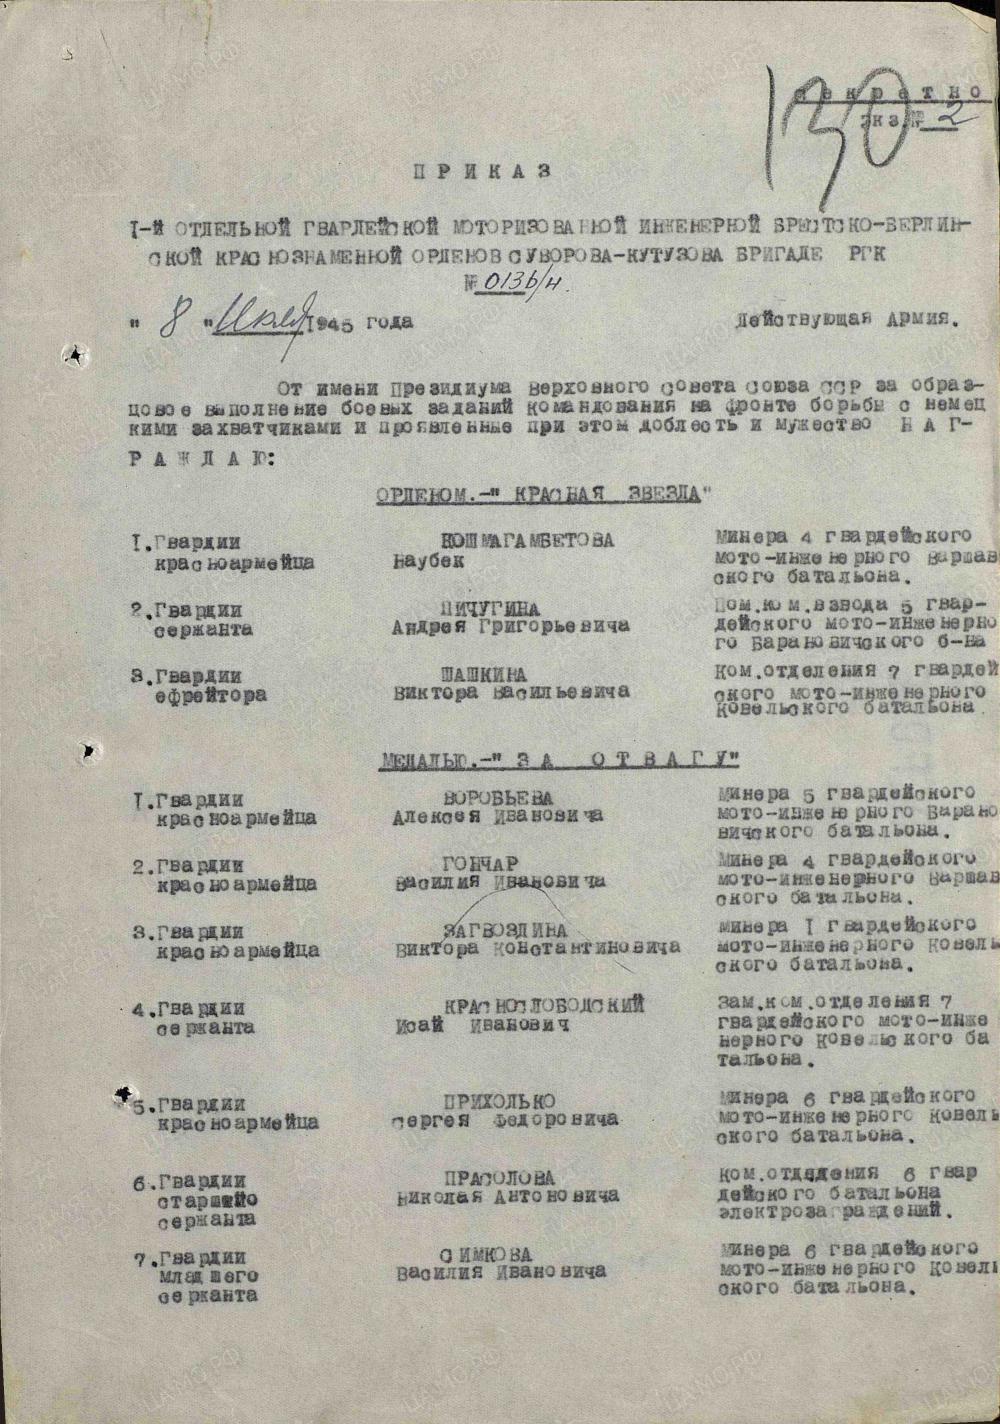 130
Секретно
экз.№ 2
ПРИКАЗ
I-й ОТДЕЛЬНОЙ ГВАРДЕЙСКОЙ МОТОРИЗОВАННОЙ ИНЖЕНЕРНОЙ БРЕСТСКО-БЕРЛИН-
СКОЙ КРАСНОЗНАМЕННОЙ ОРДЕНОВ СУВОРОВА-КУТУЗОВА БРИГАДЕ РГК
№ 0136/н.
" 8 " Июля 1945 года Действующая Армия.
От имени Президиума Верховного Совета Союза ССР за образ-
цовое выполнение боевых заданий командования на фронте борьбы с немец
кими захватчиками и проявленные при этом доблесть и мужество Н А Г-
Р А Ж Д А Ю:
ОРДЕНОМ.-" КРАСНАЯ ЗВЕЗДА"
I.Гвардии КОШМАГАМБЕТОВА Минера 4 гвардейского
красноармейца Наубек мото-инженерного Варшав
ского батальона.
2.Гвардии ПИЧУГИНА Пом.ком.взвода 5 гвар-
сержанта Андрея Григорьевича дейского мото-инженерно
го Барановичского б-на
3.Гвардии ШАШКИНА Ком.отделения 7 гвардей
ефрейтора Виктора Васильевича ского мото-инженерного
Ковельского батальона
МЕДАЛЬЮ.-" З А О Т В А Г У"
I.Гвардии ВОРОБЬЕВА Минера 5 гвардейского
красноармейца Алексея Ивановича мото-инженерного Барано
вичского батальона.
2.Гвардии ГОНЧАР Минера 4 гвардейского
красноармейца Василия Ивановича мото-инженерного Варшав
ского батальона.
3.Гвардии ЗАГВОЗДИНА Минера I гвардейского
красноармейца Виктора Константиновича мото-инженерного Ковель
ского батальона.
4.Гвардии КРАСНОСЛОБОДСКИЙ Зам.ком.отделения 7
сержанта Исай Иванович гвардейского мото-инже
нерного Ковельского ба
тальона.
5.Гвардии ПРИХОЛЬКО Минера 6 гвардейского
красноармейца Сергея Федоровича мото-инженерного Ковель
ского батальона.
6.Гвардии ПРАСОЛОВА Ком.отделения 6 гвар
старшего Николая Антоновича дейского батальона
сержанта электрозаграждений.
7.Гвардии СИМКОВА Минера 6 гвардейского
младшего Василия Ивановича мото-инженерного Ковель
сержанта ского батальона.
ЦАМО.РФ